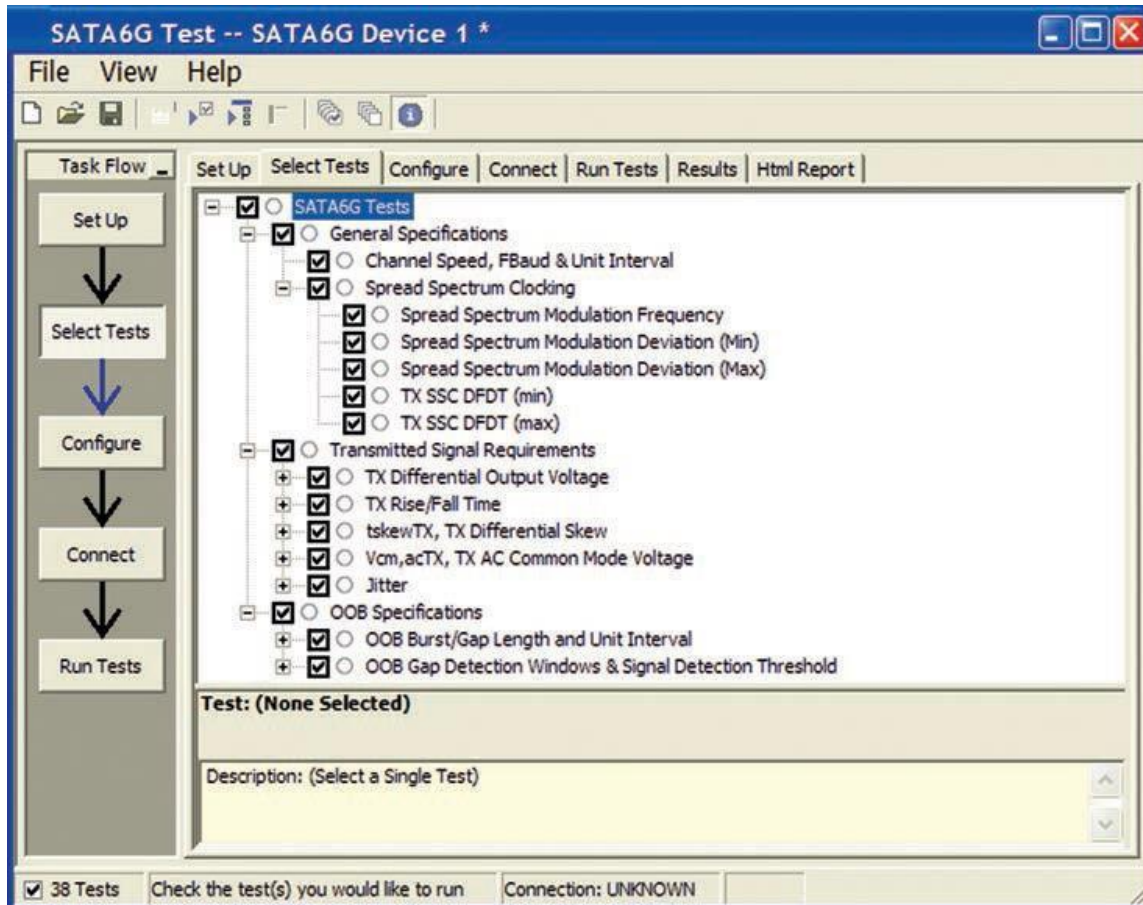 SATA6G Test -- SATA6G Device 1 *
File View Help
Task Flow
Set Up
Select Tests
Configure
Connect
Run Tests
Set Up Select Tests Configure Connect Run Tests Results Html Report
SATA6G Tests
General Specifications
Channel Speed, FBaud & Unit Interval
Spread Spectrum Clocking
Spread Spectrum Modulation Frequency
Spread Spectrum Modulation Deviation (Min)
Spread Spectrum Modulation Deviation (Max)
TX SSC DFDT (min)
TX SSC DFDT (max)
Transmitted Signal Requirements
TX Differential Output Voltage
TX Rise/Fall Time
tskewTX, TX Differential Skew
Vcm,acTX, TX AC Common Mode Voltage
Jitter
OOB Specifications
OOB Burst/Gap Length and Unit Interval
OOB Gap Detection Windows & Signal Detection Threshold
Test: (None Selected)
Description: (Select a Single Test)
38 Tests Check the test(s) you would like to run Connection: UNKNOWN